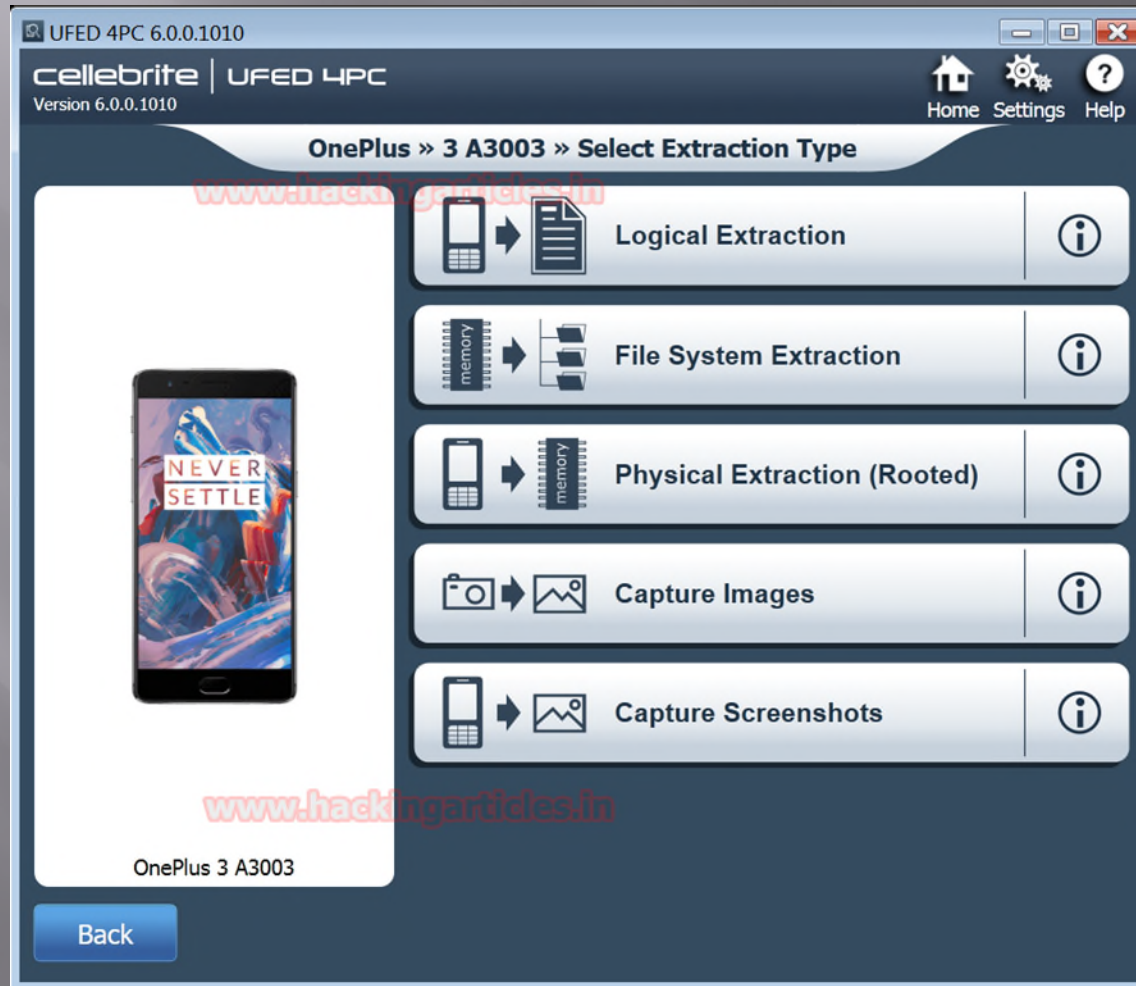 UFED 4PC 6.0.0.1010
cellebrite | UFED 4PC
Version 6.0.0.1010
Home Settings Help
OnePlus » 3 A3003 » Select Extraction Type
www.hackingarticles.in
Logical Extraction
memory
File System Extraction
NEVER
SETTLE
memory
Physical Extraction (Rooted)
Capture Images
Capture Screenshots
www.hackingarticles.in
OnePlus 3 A3003
Back